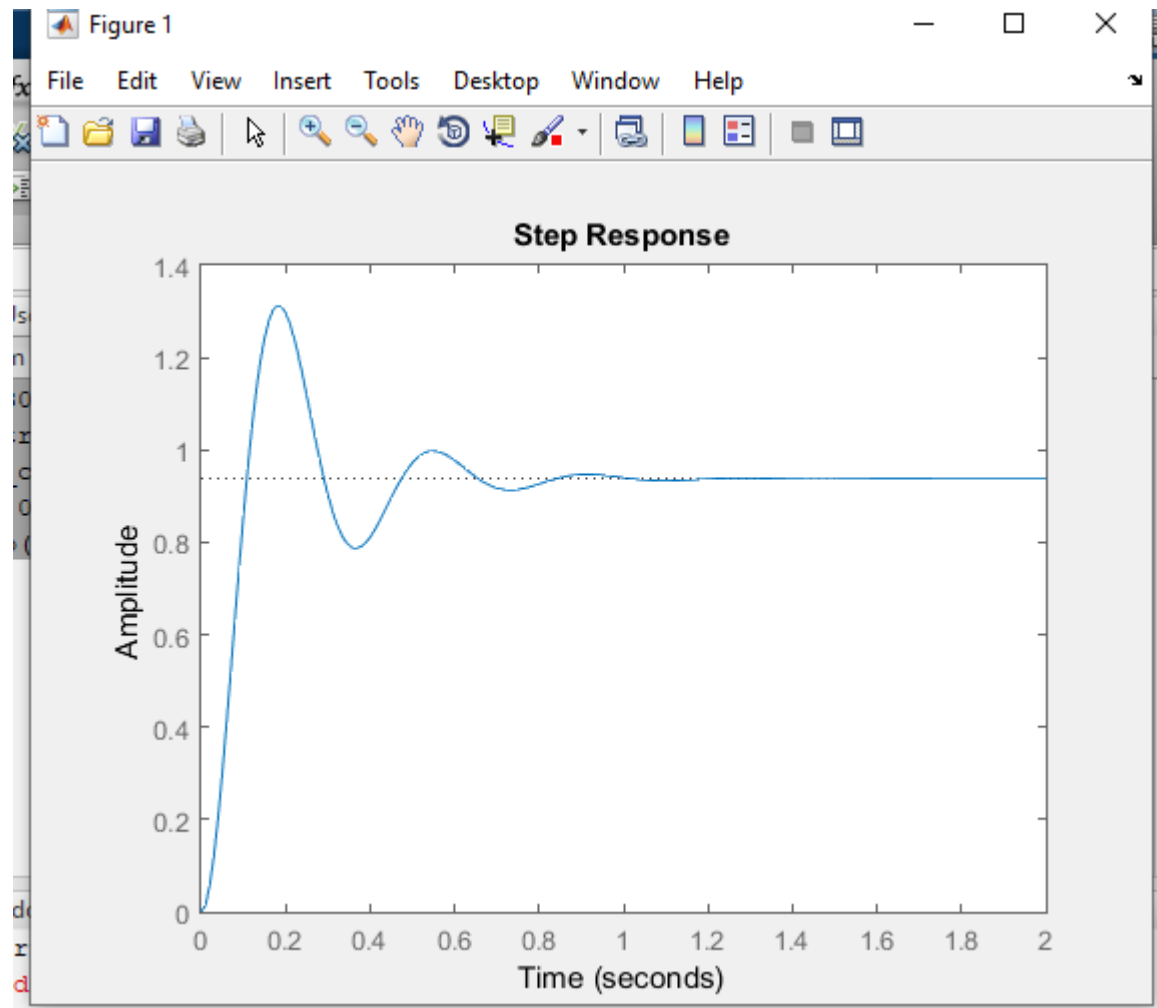 Figure 1
File Edit View Insert Tools Desktop Window Help
Step Response
1.4
1.2
1
0.8
0.6
0.4
0.2
0
Amplitude
0 0.2 0.4 0.6 0.8 1 1.2 1.4 1.6 1.8 2
Time (seconds)